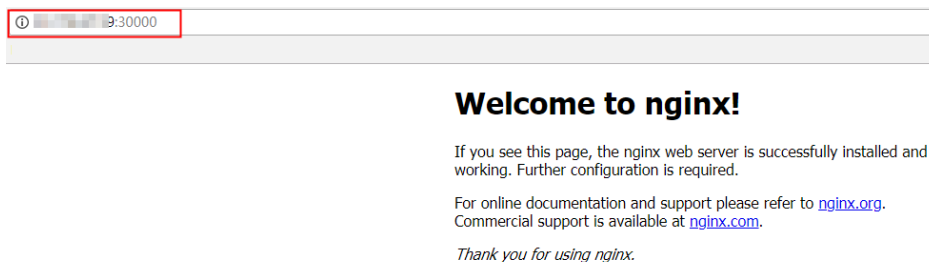 9:30000
Welcome to nginx!
If you see this page, the nginx web server is successfully installed and
working. Further configuration is required.
For online documentation and support please refer to nginx.org.
Commercial support is available at nginx.com.
Thank you for using nginx.